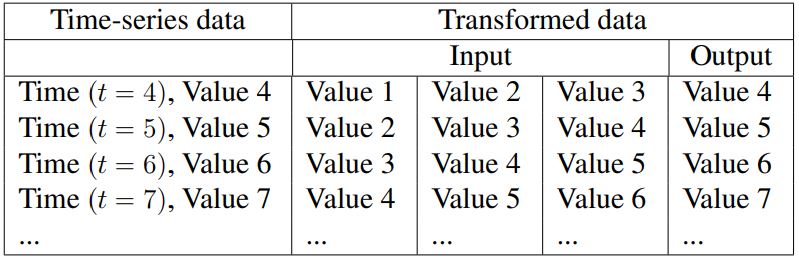 Time-series data Transformed data
Input Output
Time (t = 4), Value 4 Value 1 Value 2 Value 3 Value 4
Time (t = 5), Value 5 Value 2 Value 3 Value 4 Value 5
Time (t = 6), Value 6 Value 3 Value 4 Value 5 Value 6
Time (t = 7), Value 7 Value 4 Value 5 Value 6 Value 7
... ... ... ... ...